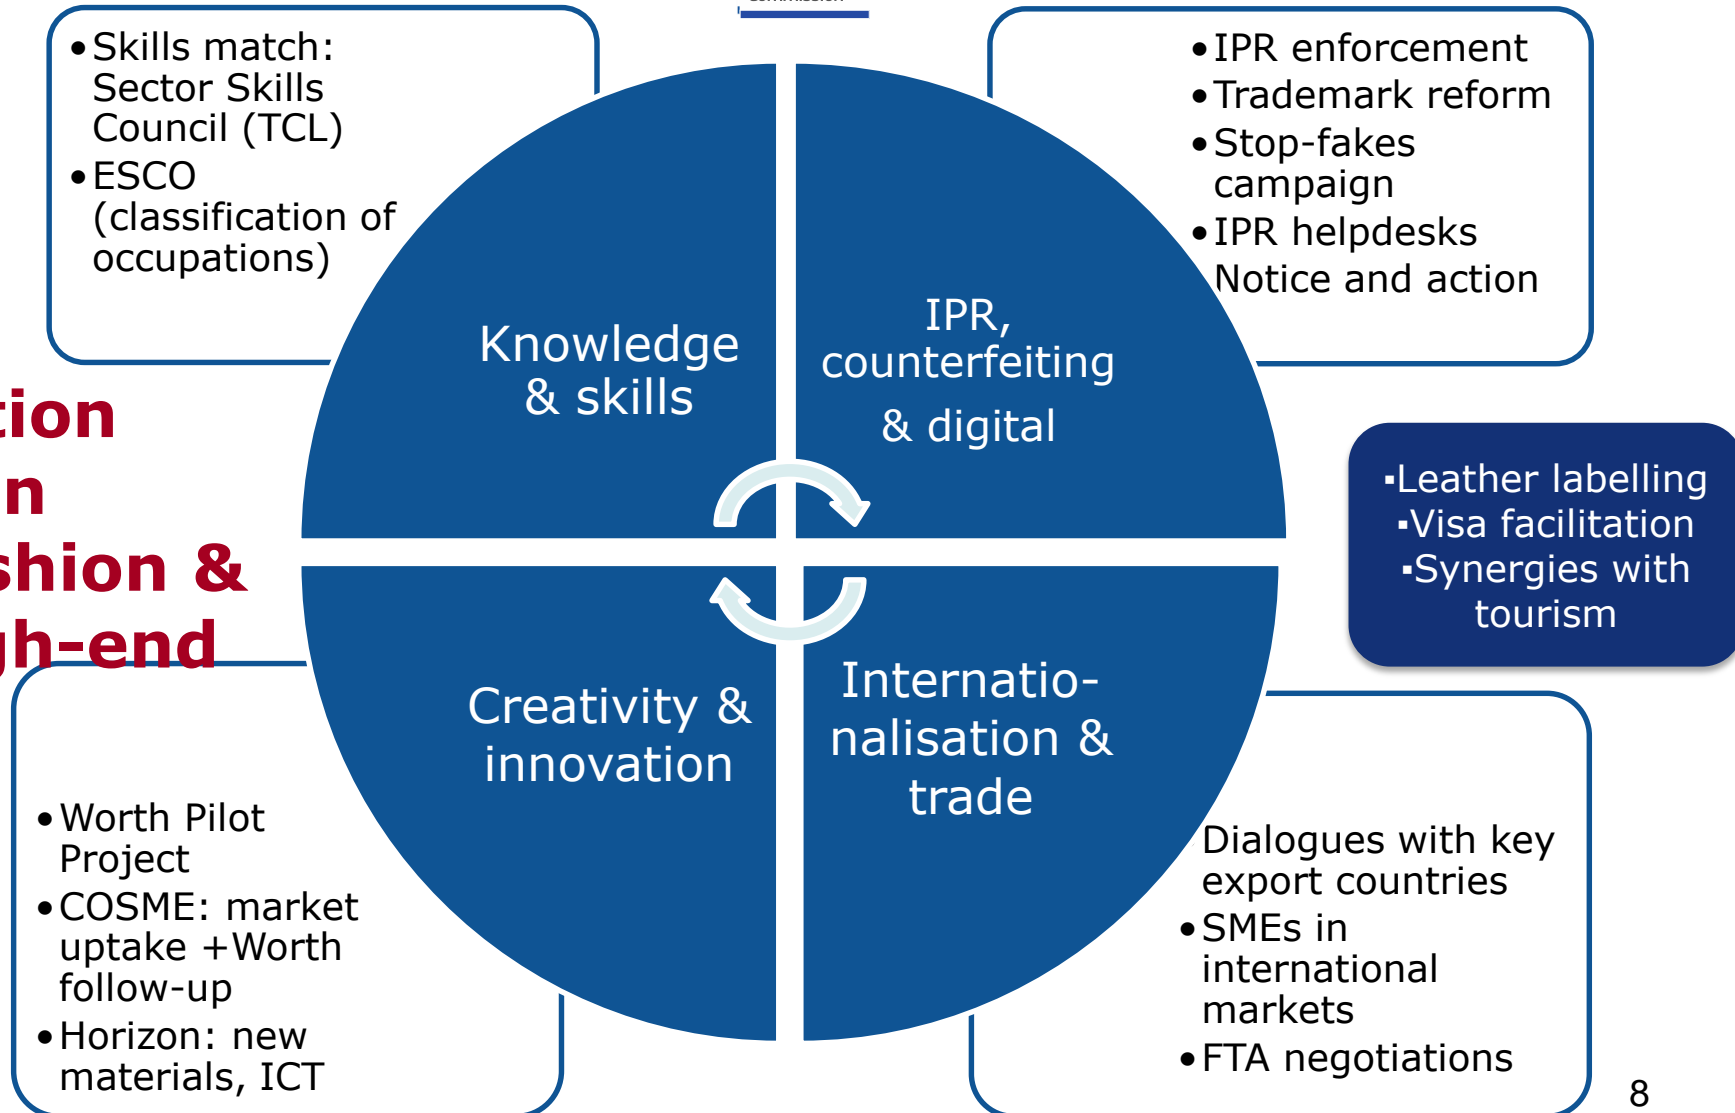 •Skills match:
Sector Skills
Council (TCL)
•ESCO
(classification of
occupations)
•IPR enforcement
•Trademark reform
•Stop-fakes
campaign
•IPR helpdesks
Notice and action
Knowledge
& skills
IPR,
counterfeiting
& digital
tion
n
shion &
gh-end
▪Leather labelling
▪Visa facilitation
▪Synergies with
tourism
Creativity &
innovation
Internatio-
nalisation &
trade
•Worth Pilot
Project
•COSME: market
uptake +Worth
follow-up
•Horizon: new
materials, ICT
Dialogues with key
export countries
•SMEs in
international
markets
•FTA negotiations
8